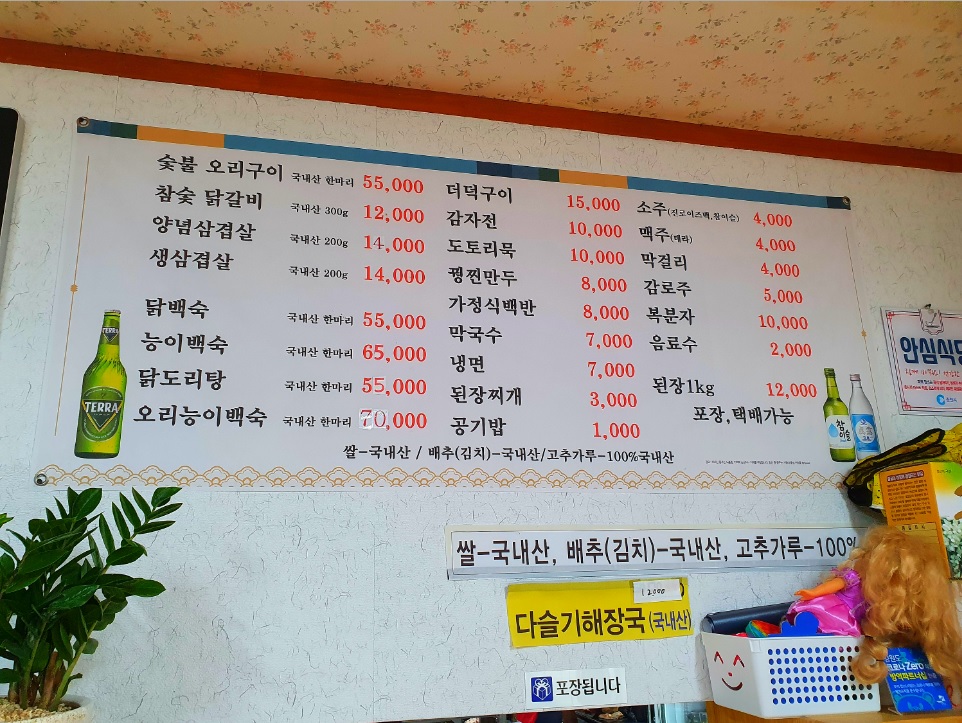 숯불 오리구이 국내산 한마리 55,000
참숯 닭갈비 국내산 300g 12,000
양념삼겹살 국내산 200g 14,000
생삼겹살 국내산 200g 14,000
닭백숙 국내산 한마리 55,000
능이백숙 국내산 한마리 65,000
닭도리탕 국내산 한마리 55,000
오리능이백숙 국내산 한마리 70,000
더덕구이 15,000
감자전 10,000
도토리묵 10,000
꿩찐만두 8,000
가정식백반 8,000
막국수 7,000
냉면 7,000
된장찌개 3,000
공기밥 1,000
소주(진로이즈백,참이슬) 4,000
맥주(테라) 4,000
막걸리 4,000
감로주 5,000
복분자 10,000
음료수 2,000
된장1kg 12,000
포장,택배가능
쌀-국내산 / 배추(김치)-국내산/고추가루-100%국내산
TERRA
TERRA
참이슬
안심식당
쌀-국내산, 배추(김치)-국내산, 고추가루-100%
12000
다슬기해장국(국내산)
포장됩니다
방역파트너십